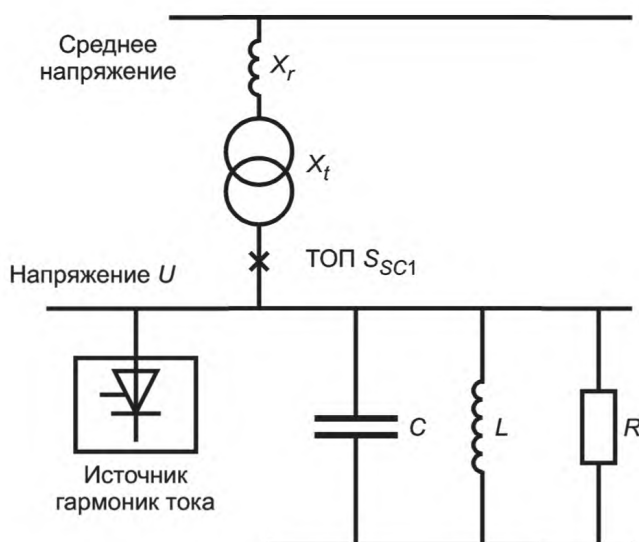 Среднее
напряжение
X_r
X_t
ТОП S_SC1
Напряжение U
C
L
R
Источник
гармоник тока